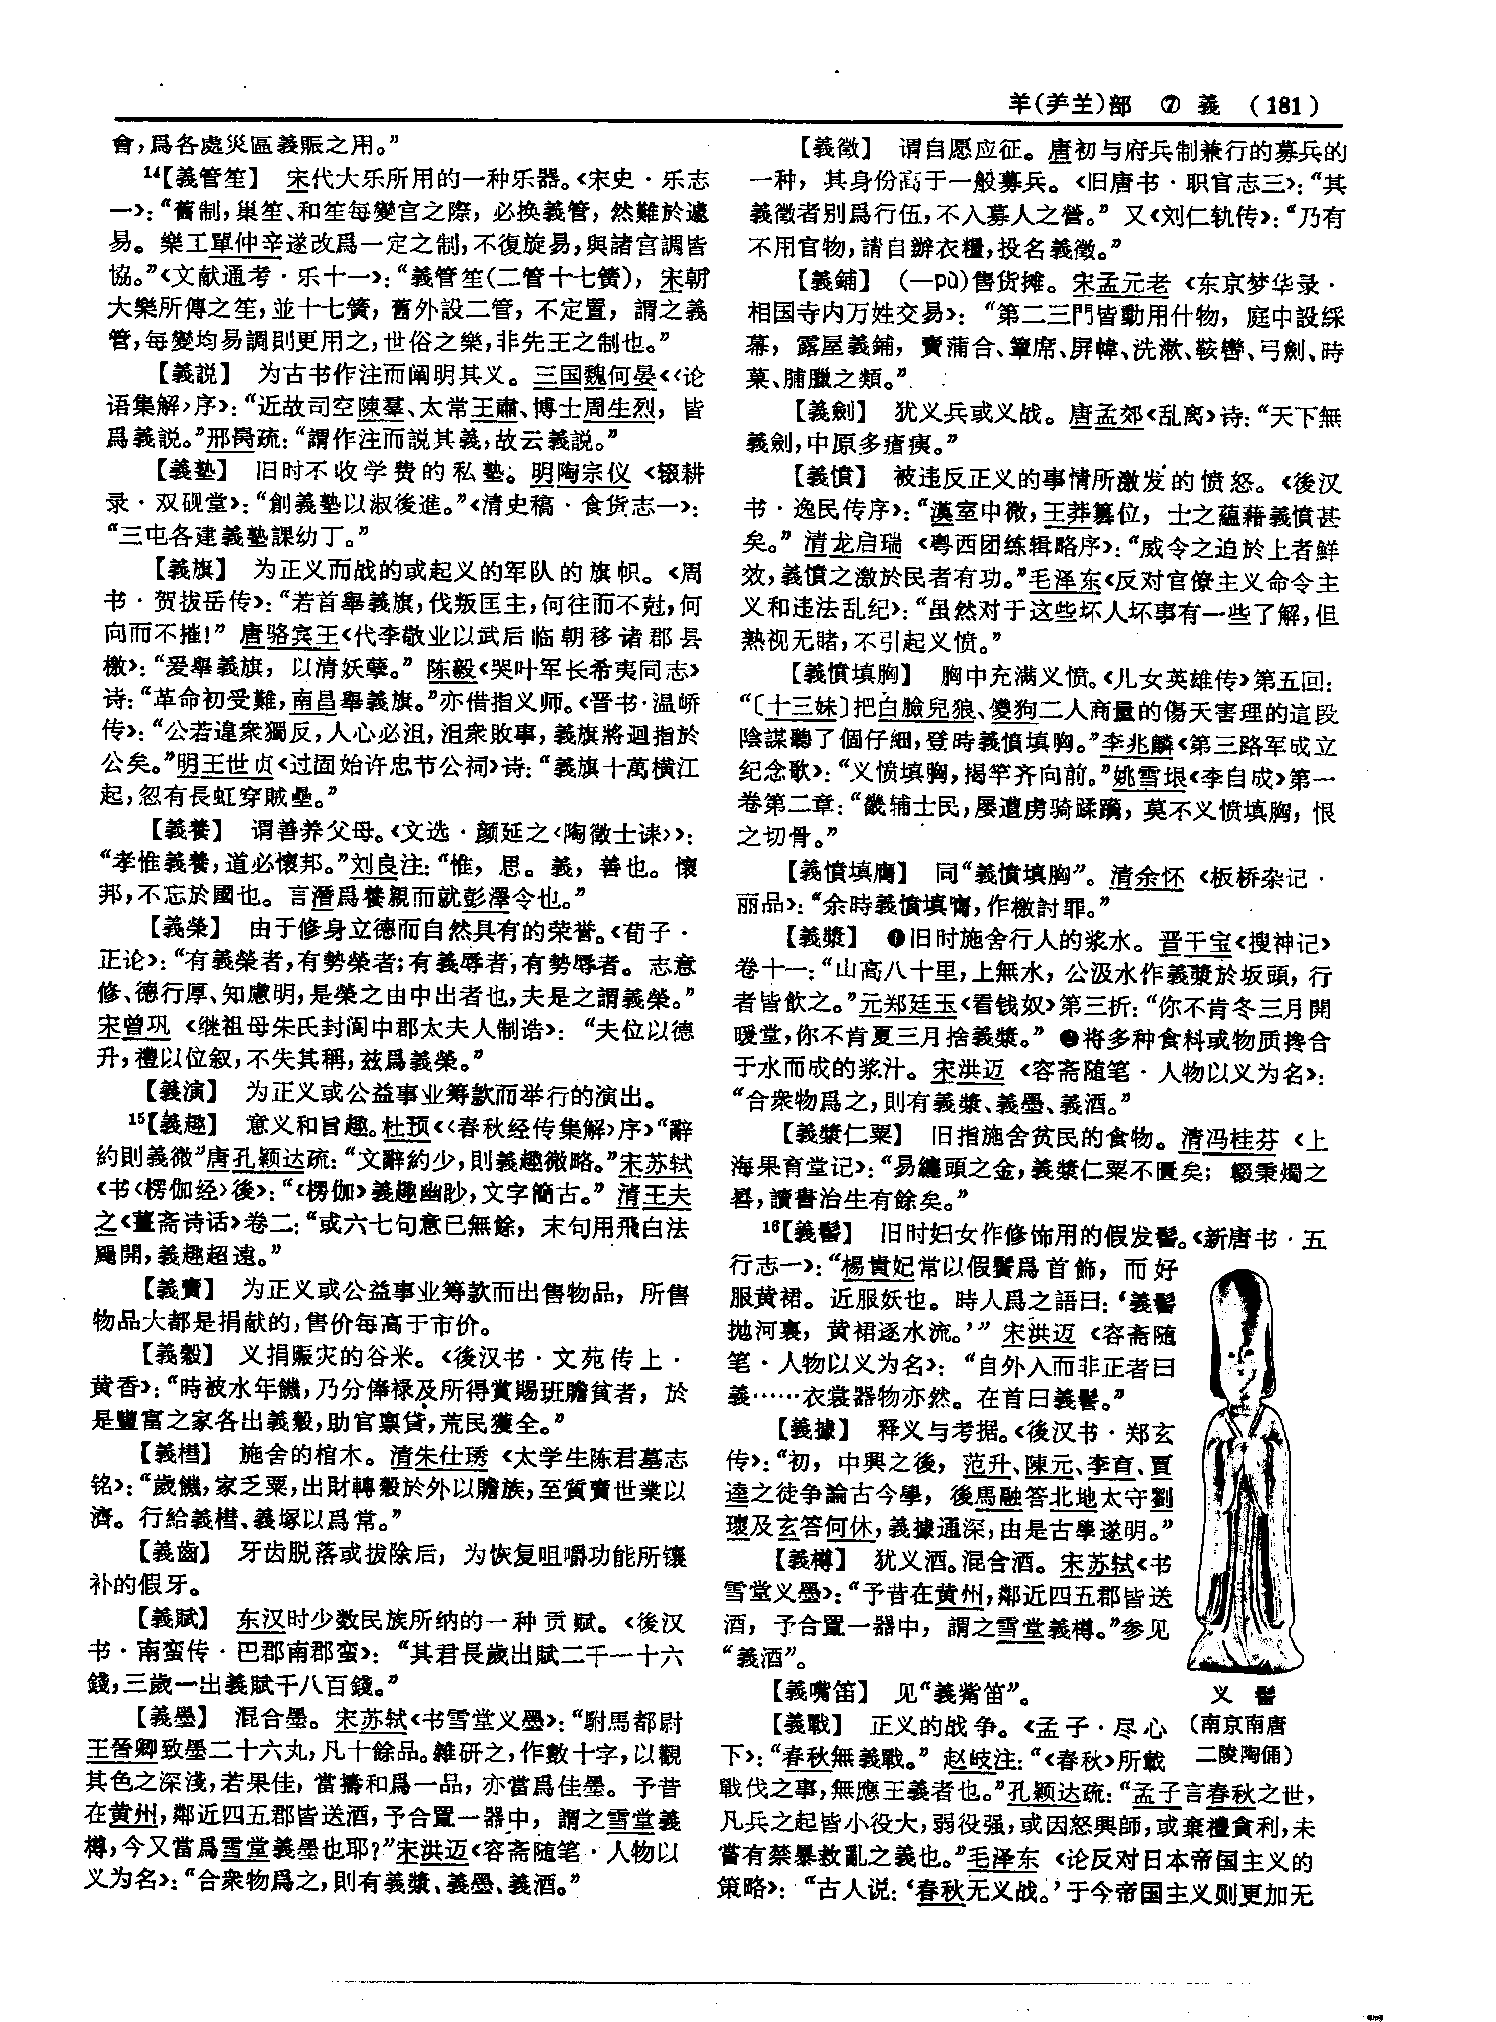 羊(⺶⺷)部　⑦　義　(181)
會，爲各處災區義賑之用。”
14【義管笙】　宋代大乐所用的一种乐器。《宋史·乐志
一》：“舊制，巢笙、和笙每變宫之際，必换義管，然難於遽
易。樂工單仲辛遂改爲一定之制，不復旋易，與諸宫調皆
協。”《文献通考·乐十一》：“義管笙(二管十七簧)，宋朝
大樂所傳之笙，並十七簧，舊外設二管，不定置，謂之義
管，每變均易調則更用之，世俗之樂，非先王之制也。”
【義説】　为古书作注而阐明其义。三国魏何晏《〈论
语集解〉序》：“近故司空陳羣、太常王肅、博士周生烈，皆
爲義説。”邢昺疏：“謂作注而説其義，故云義説。”
【義塾】　旧时不收学费的私塾。明陶宗仪《辍耕
录·双砚堂》：“創義塾以淑後進。”《清史稿·食货志一》：
“三屯各建義塾課幼丁。”
【義旗】　为正义而战的或起义的军队的旗帜。《周
书·贺拔岳传》：“若首舉義旗，伐叛匡主，何往而不尅，何
向而不摧！”唐骆宾王《代李敬业以武后临朝移诸郡县
檄》：“爰舉義旗，以清妖孽。”陈毅《哭叶军长希夷同志》
诗：“革命初受難，南昌舉義旗。”亦借指义师。《晋书·温峤
传》：“公若違衆獨反，人心必沮，沮衆敗事，義旗將迴指於
公矣。”明王世贞《过固始许忠节公祠》诗：“義旗十萬横江
起，忽有長虹穿賊壘。”
【義養】　谓善养父母。《文选·颜延之〈陶徵士诔〉》：
“孝惟義養，道必懷邦。”刘良注：“惟，思。義，善也。懷
邦，不忘於國也。言潛爲養親而就彭澤令也。”
【義榮】　由于修身立德而自然具有的荣誉。《荀子·
正论》：“有義榮者，有勢榮者；有義辱者，有勢辱者。志意
修、德行厚、知慮明，是榮之由中出者也，夫是之謂義榮。”
宋曾巩《继祖母朱氏封阆中郡太夫人制诰》：“夫位以德
升，禮以位叙，不失其稱，兹爲義榮。”
【義演】　为正义或公益事业筹款而举行的演出。
15【義趣】　意义和旨趣。杜预《〈春秋经传集解〉序》“辭
約則義微”唐孔颖达疏：“文辭約少，則義趣微略。”宋苏轼
《书〈楞伽经〉後》：“《楞伽》義趣幽眇，文字簡古。”清王夫
之《薑斋诗话》卷二：“或六七句意已無餘，末句用飛白法
颺開，義趣超遠。”
【義賣】　为正义或公益事业筹款而出售物品，所售
物品大都是捐献的，售价每高于市价。
【義穀】　义捐赈灾的谷米。《後汉书·文苑传上·
黄香》：“時被水年饑，乃分俸禄及所得賞賜班贍貧者，於
是豐富之家各出義穀，助官禀貸，荒民獲全。”
【義槥】　施舍的棺木。清朱仕琇《太学生陈君墓志
铭》：“歲饑，家乏粟，出財轉穀於外以贍族，至質賣世業以
濟。行給義槥、義塚以爲常。”
【義齒】　牙齿脱落或拔除后，为恢复咀嚼功能所镶
补的假牙。
【義賦】　东汉时少数民族所纳的一种贡赋。《後汉
书·南蛮传·巴郡南郡蛮》：“其君長歲出賦二千一十六
錢，三歲一出義賦千八百錢。”
【義墨】　混合墨。宋苏轼《书雪堂义墨》：“駙馬都尉
王晉卿致墨二十六丸，凡十餘品。雜研之，作數十字，以觀
其色之深淺，若果佳，當擣和爲一品，亦當爲佳墨。予昔
在黄州，鄰近四五郡皆送酒，予合置一器中，謂之雪堂義
樽，今又當爲雪堂義墨也耶？”宋洪迈《容斋随笔·人物以
义为名》：“合衆物爲之，則有義漿、義墨、義酒。”
【義徵】　谓自愿应征。唐初与府兵制兼行的募兵的
一种，其身份高于一般募兵。《旧唐书·职官志三》：“其
義徵者别爲行伍，不入募人之營。”又《刘仁轨传》：“乃有
不用官物，請自辦衣糧，投名義徵。”
【義鋪】　(—pù)售货摊。宋孟元老《东京梦华录·
相国寺内万姓交易》：“第二三門皆動用什物，庭中設綵
幕，露屋義鋪，賣蒲合、簟席、屏幃、洗漱、鞍轡、弓劍、時
菓、脯臘之類。”
【義劍】　犹义兵或义战。唐孟郊《乱离》诗：“天下無
義劍，中原多瘡痍。”
【義憤】　被违反正义的事情所激发的愤怒。《後汉
书·逸民传序》：“漢室中微，王莽篡位，士之蘊藉義憤甚
矣。”清龙启瑞《粤西团练辑略序》：“威令之迫於上者鲜
效，義憤之激於民者有功。”毛泽东《反对官僚主义命令主
义和违法乱纪》：“虽然对于这些坏人坏事有一些了解，但
熟视无睹，不引起义愤。”
【義憤填胸】　胸中充满义愤。《儿女英雄传》第五回：
“〔十三妹〕把白臉兒狼、傻狗二人商量的傷天害理的這段
陰謀聽了個仔細，登時義憤填胸。”李兆麟《第三路军成立
纪念歌》：“义愤填胸，揭竿齐向前。”姚雪垠《李自成》第一
卷第二章：“畿辅士民，屡遭虏骑蹂躏，莫不义愤填胸，恨
之切骨。”
【義憤填膺】　同“義憤填胸”。清余怀《板桥杂记·
丽品》：“余時義憤填膺，作檄討罪。”
【義漿】　❶旧时施舍行人的浆水。晋干宝《搜神记》
卷十一：“山高八十里，上無水，公汲水作義漿於坂頭，行
者皆飲之。”元郑廷玉《看钱奴》第三折：“你不肯冬三月開
暖堂，你不肯夏三月捨義漿。”❷将多种食料或物质搀合
于水而成的浆汁。宋洪迈《容斋随笔·人物以义为名》：
“合衆物爲之，則有義漿、義墨、義酒。”
【義漿仁粟】　旧指施舍贫民的食物。清冯桂芬《上
海果育堂记》：“易纏頭之金，義漿仁粟不匱矣；輟秉燭之
晷，讀書治生有餘矣。”
16【義髻】　旧时妇女作修饰用的假发髻。《新唐书·五
行志一》：“楊貴妃常以假鬢爲首飾，而好
服黄裙。近服妖也。時人爲之語曰：‘義髻
抛河裏，黄裙逐水流。’”宋洪迈《容斋随
笔·人物以义为名》：“自外入而非正者曰
義……衣裳器物亦然。在首曰義髻。”
【義據】　释义与考据。《後汉书·郑玄
传》：“初，中興之後，范升、陳元、李育、賈
逵之徒争論古今學，後馬融答北地太守劉
瓌及玄答何休，義據通深，由是古學遂明。”
【義樽】　犹义酒。混合酒。宋苏轼《书
雪堂义墨》：“予昔在黄州，鄰近四五郡皆送
酒，予合置一器中，謂之雪堂義樽。”参见
“義酒”。
【義嘴笛】　见“義觜笛”。
【義戰】　正义的战争。《孟子·尽心
下》：“春秋無義戰。”赵岐注：“《春秋》所載
戰伐之事，無應王義者也。”孔颖达疏：“孟子言春秋之世，
凡兵之起皆小役大，弱役强，或因怒興師，或棄禮貪利，未
嘗有禁暴救亂之義也。”毛泽东《论反对日本帝国主义的
策略》：“古人说：‘春秋无义战。’于今帝国主义则更加无
义　髻
(南京南唐
二陵陶俑)